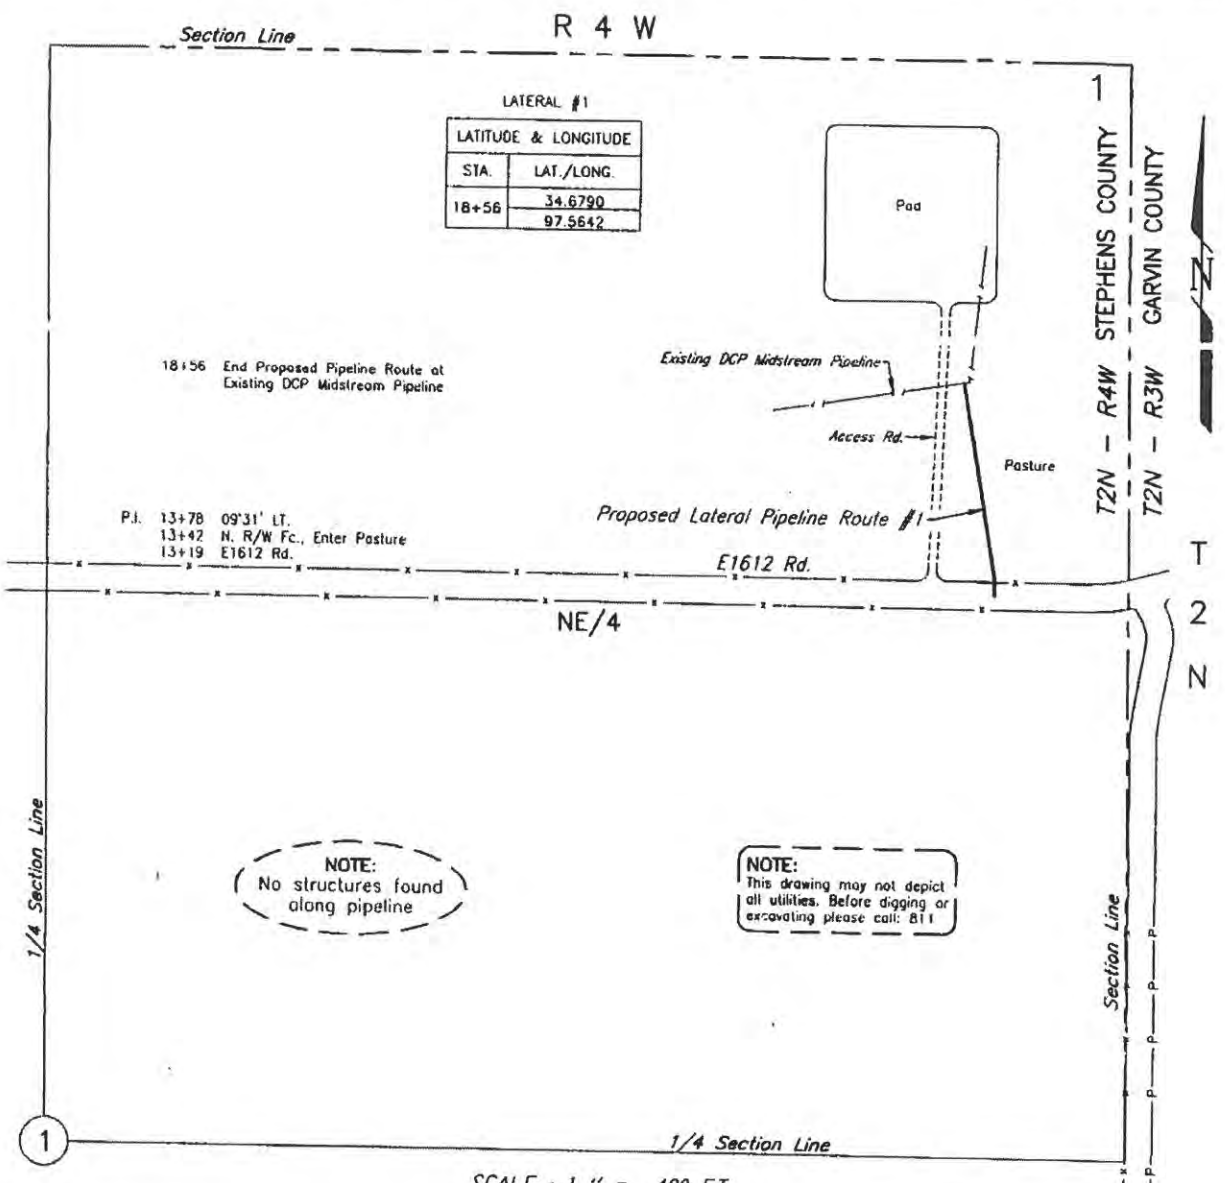 R 4 W
Section Line
LATERAL #1
LATITUDE & LONGITUDE
STA. LAT./LONG.
18+56 34.6790
97.5642
Pad
1
T2N - R4W STEPHENS COUNTY
T2N - R3W GARVIN COUNTY
N
18+56 End Proposed Pipeline Route at
Existing DCP Midstream Pipeline
Existing DCP Midstream Pipeline
Access Rd.
Pasture
Proposed Lateral Pipeline Route #1
P.I. 13+78 09°31' LT.
13+42 N. R/W Fc., Enter Pasture
13+19 E1612 Rd.
E1612 Rd.
NE/4
T
2
N
1/4 Section Line
NOTE:
No structures found
along pipeline
NOTE:
This drawing may not depict
all utilities. Before digging or
excavating please call: 811
Section Line
1
1/4 Section Line
SCALE : 1" = 400 FT.